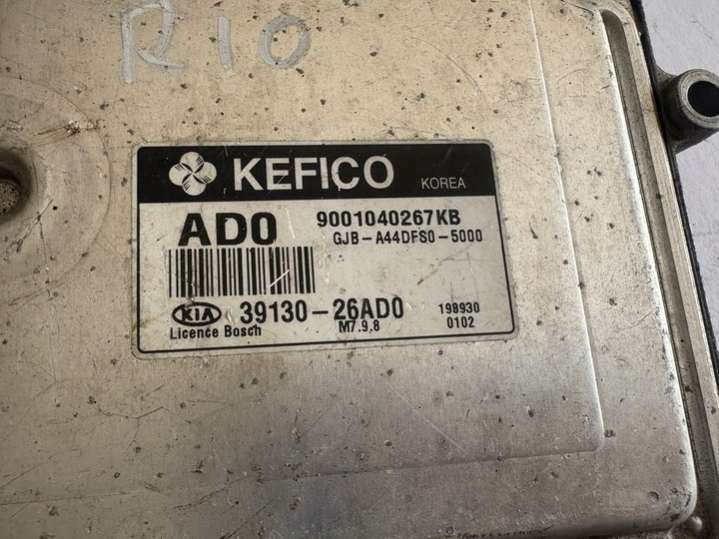 R10
KEFICO KOREA
AD0 9001040267KB
GJB-A44DFS0-5000
KIA 39130-26AD0 198930
Licence Bosch M7.9.8 0102